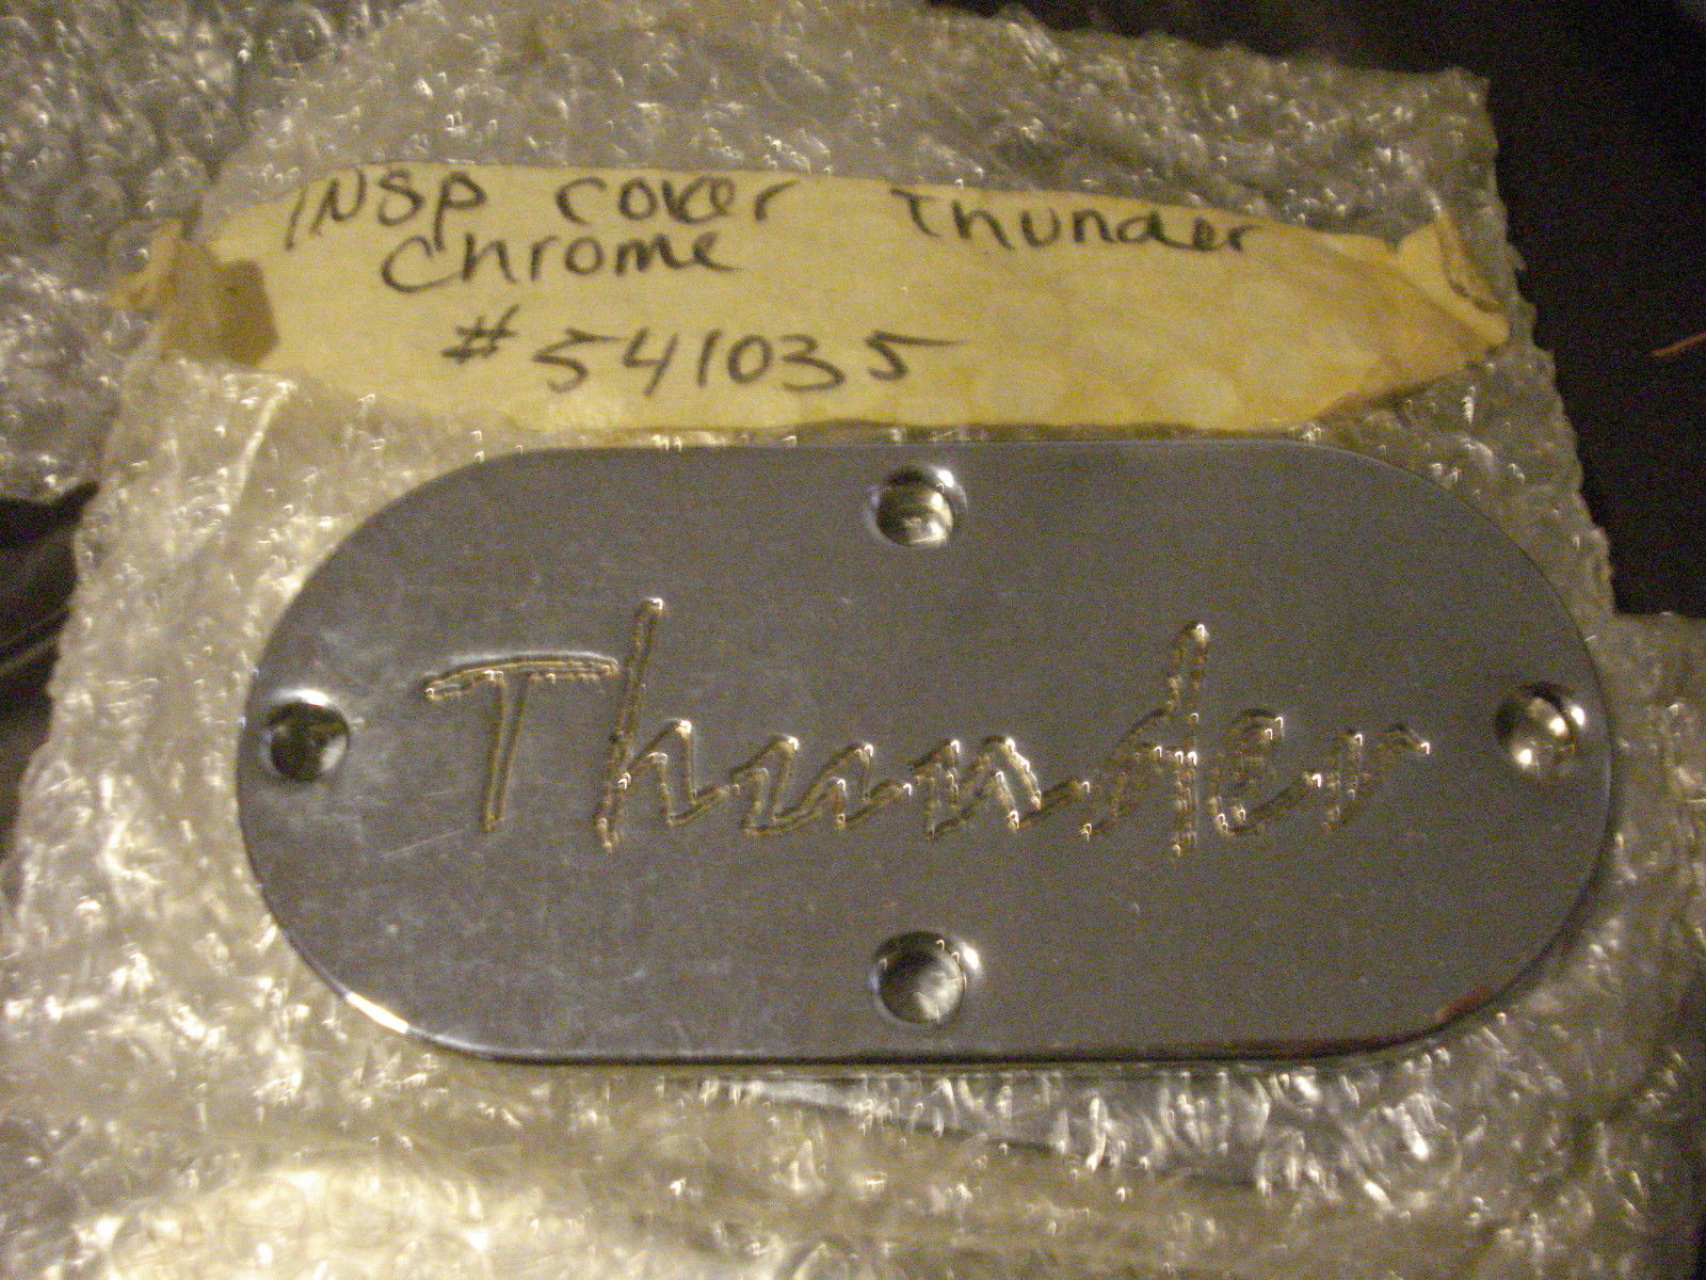 INSP cover Thunder
Chrome
#541035
Thunder